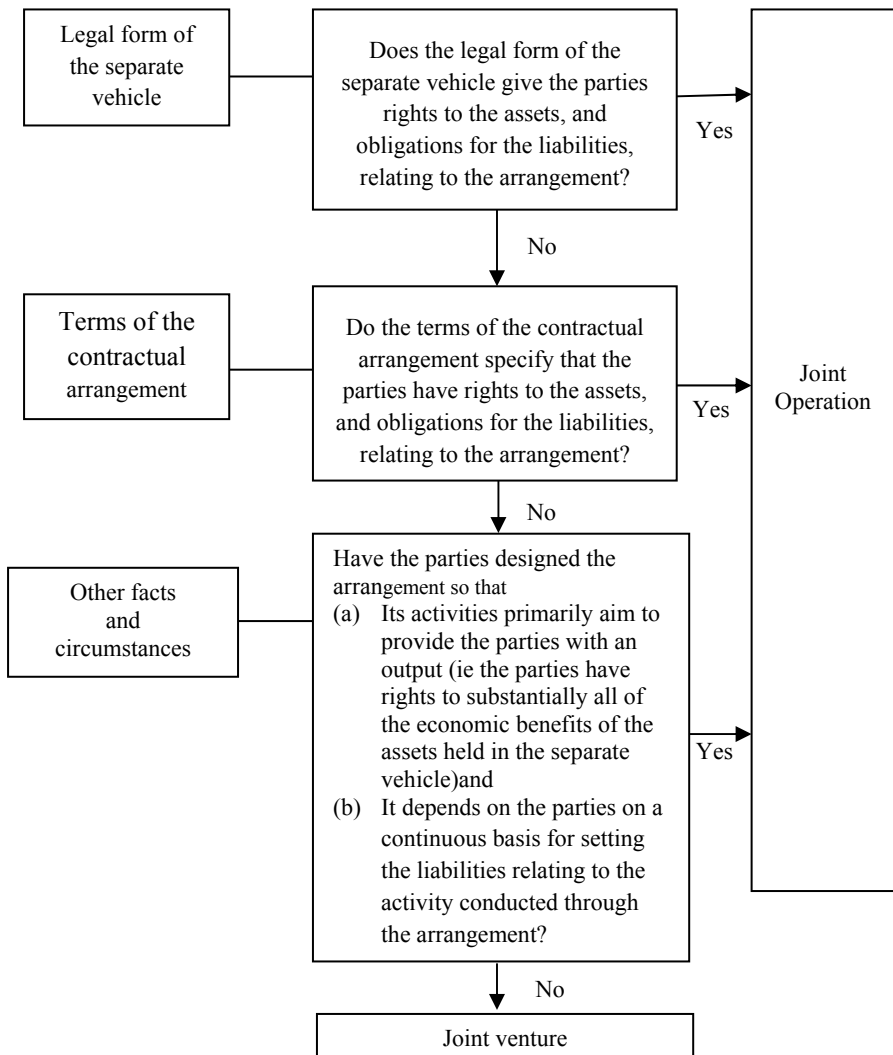 Legal form of
the separate
vehicle
Does the legal form of the
separate vehicle give the parties
rights to the assets, and
obligations for the liabilities,
relating to the arrangement?
Yes
No
Terms of the
contractual
arrangement
Do the terms of the contractual
arrangement specify that the
parties have rights to the assets,
and obligations for the liabilities,
relating to the arrangement?
Yes
Joint
Operation
No
Other facts
and
circumstances
Have the parties designed the
arrangement so that
(a) Its activities primarily aim to
provide the parties with an
output (ie the parties have
rights to substantially all of
the economic benefits of the
assets held in the separate
vehicle)and
(b) It depends on the parties on a
continuous basis for setting
the liabilities relating to the
activity conducted through
the arrangement?
Yes
No
Joint venture